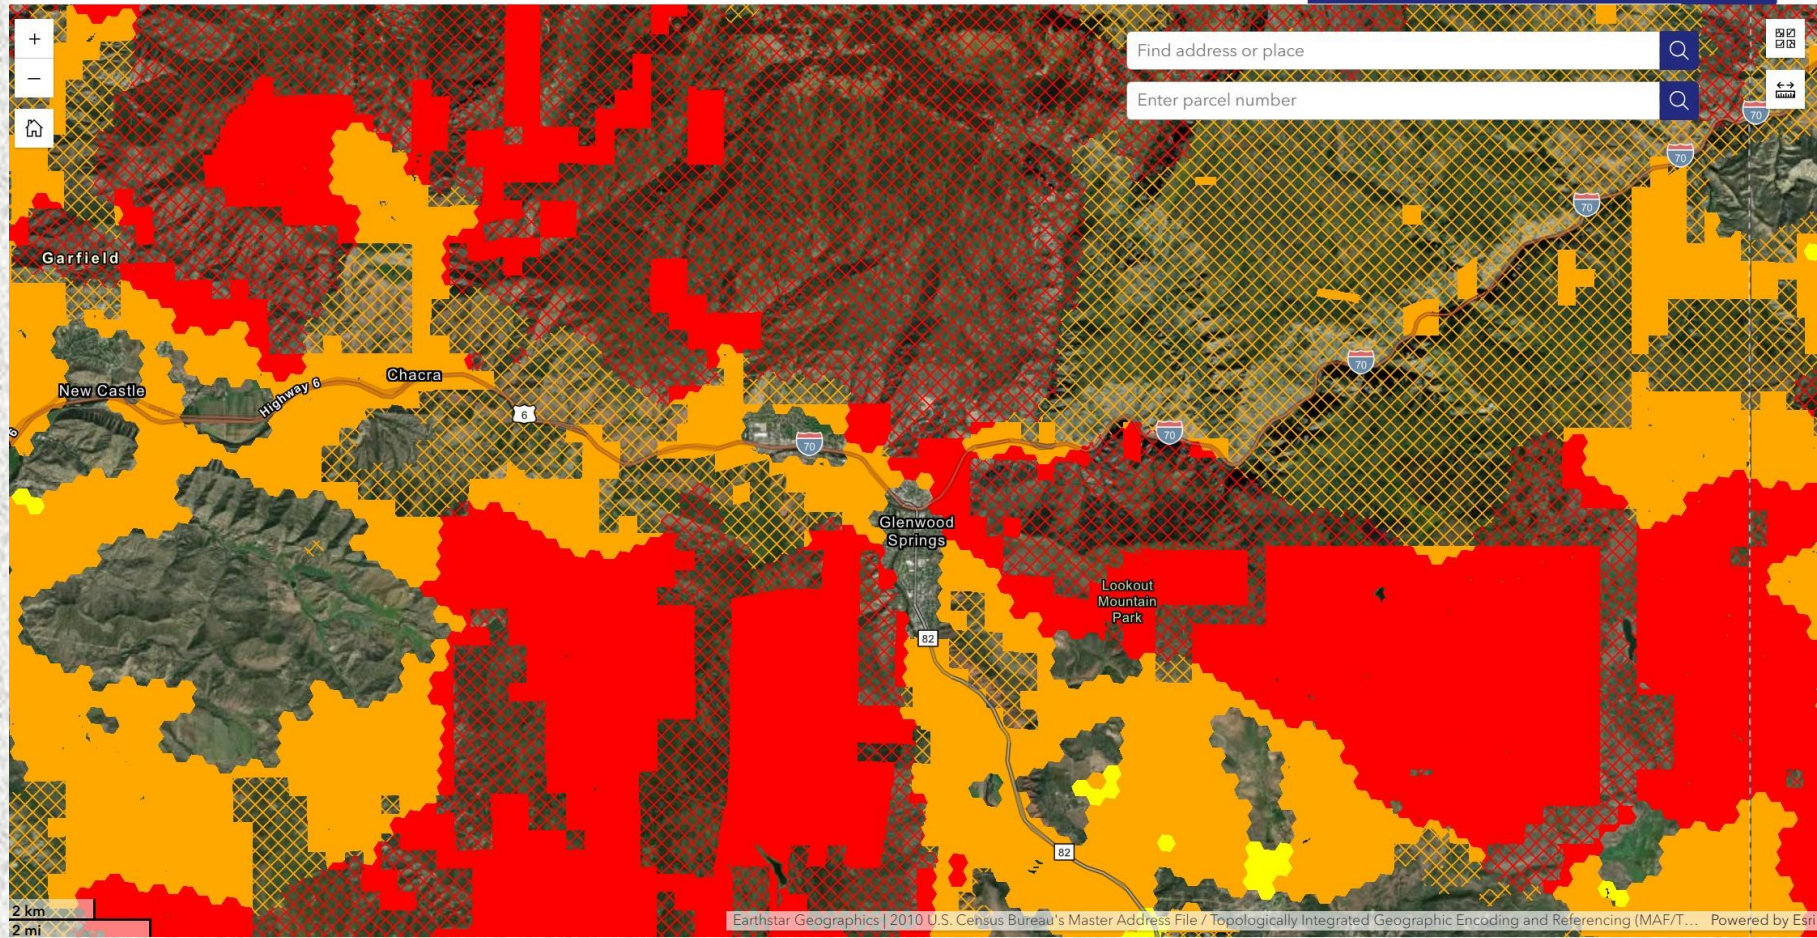 +
Find address or place
−
Enter parcel number
70
70
70
Garfield
70
Chacra
New Castle
Highway 6
6
6
70
70
Glenwood
Springs
Lookout
Mountain
Park
82
82
2 km
2 mi
Earthstar Geographics | 2010 U.S. Census Bureau's Master Address File / Topologically Integrated Geographic Encoding and Referencing (MAF/T... Powered by Esri